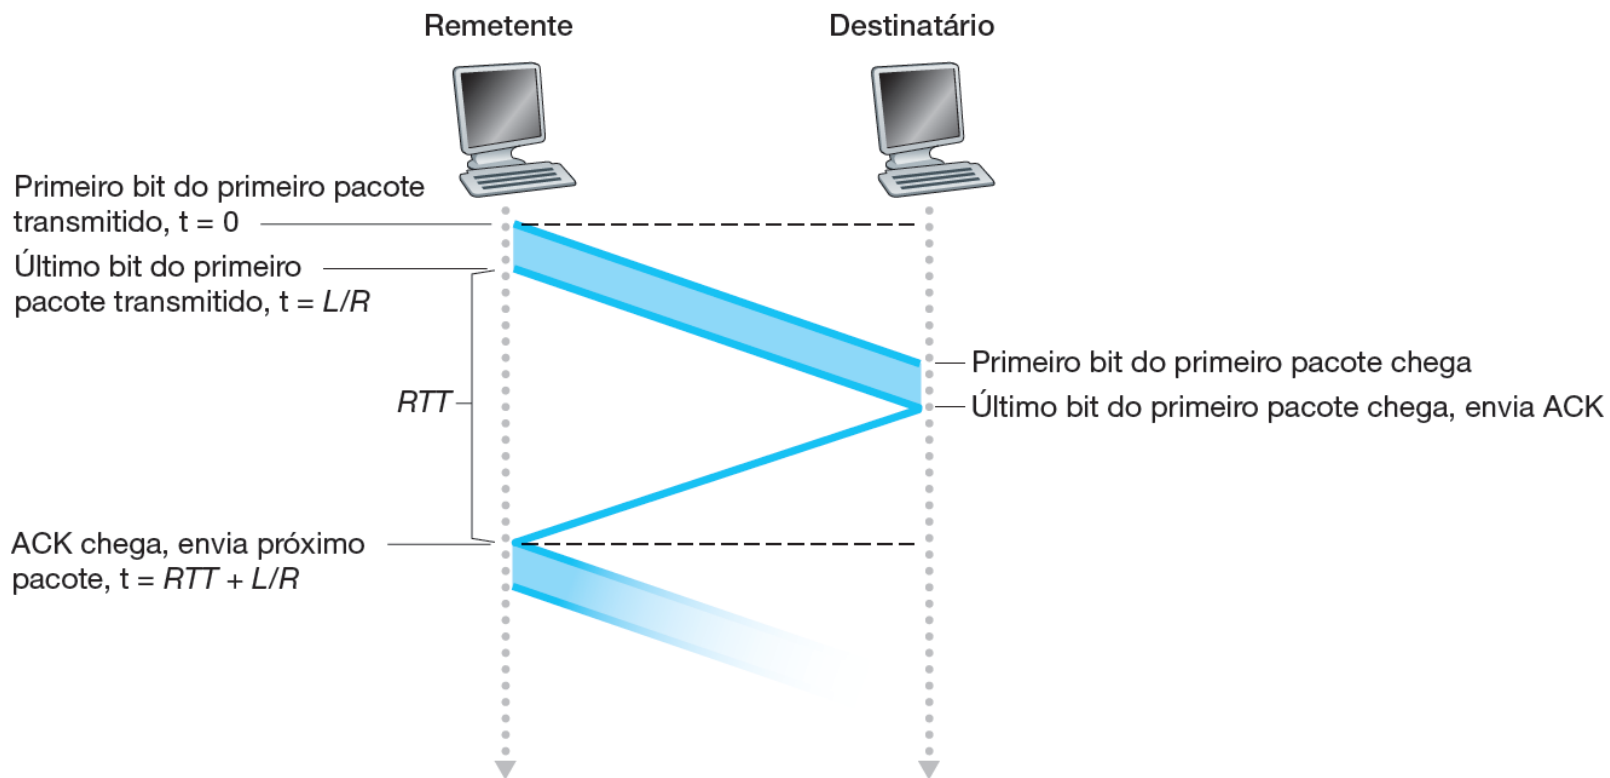 Remetente
Destinatário
Primeiro bit do primeiro pacote
transmitido, t = 0
Último bit do primeiro
pacote transmitido, t = L/R
Primeiro bit do primeiro pacote chega
RTT
Último bit do primeiro pacote chega, envia ACK
ACK chega, envia próximo
pacote, t = RTT + L/R